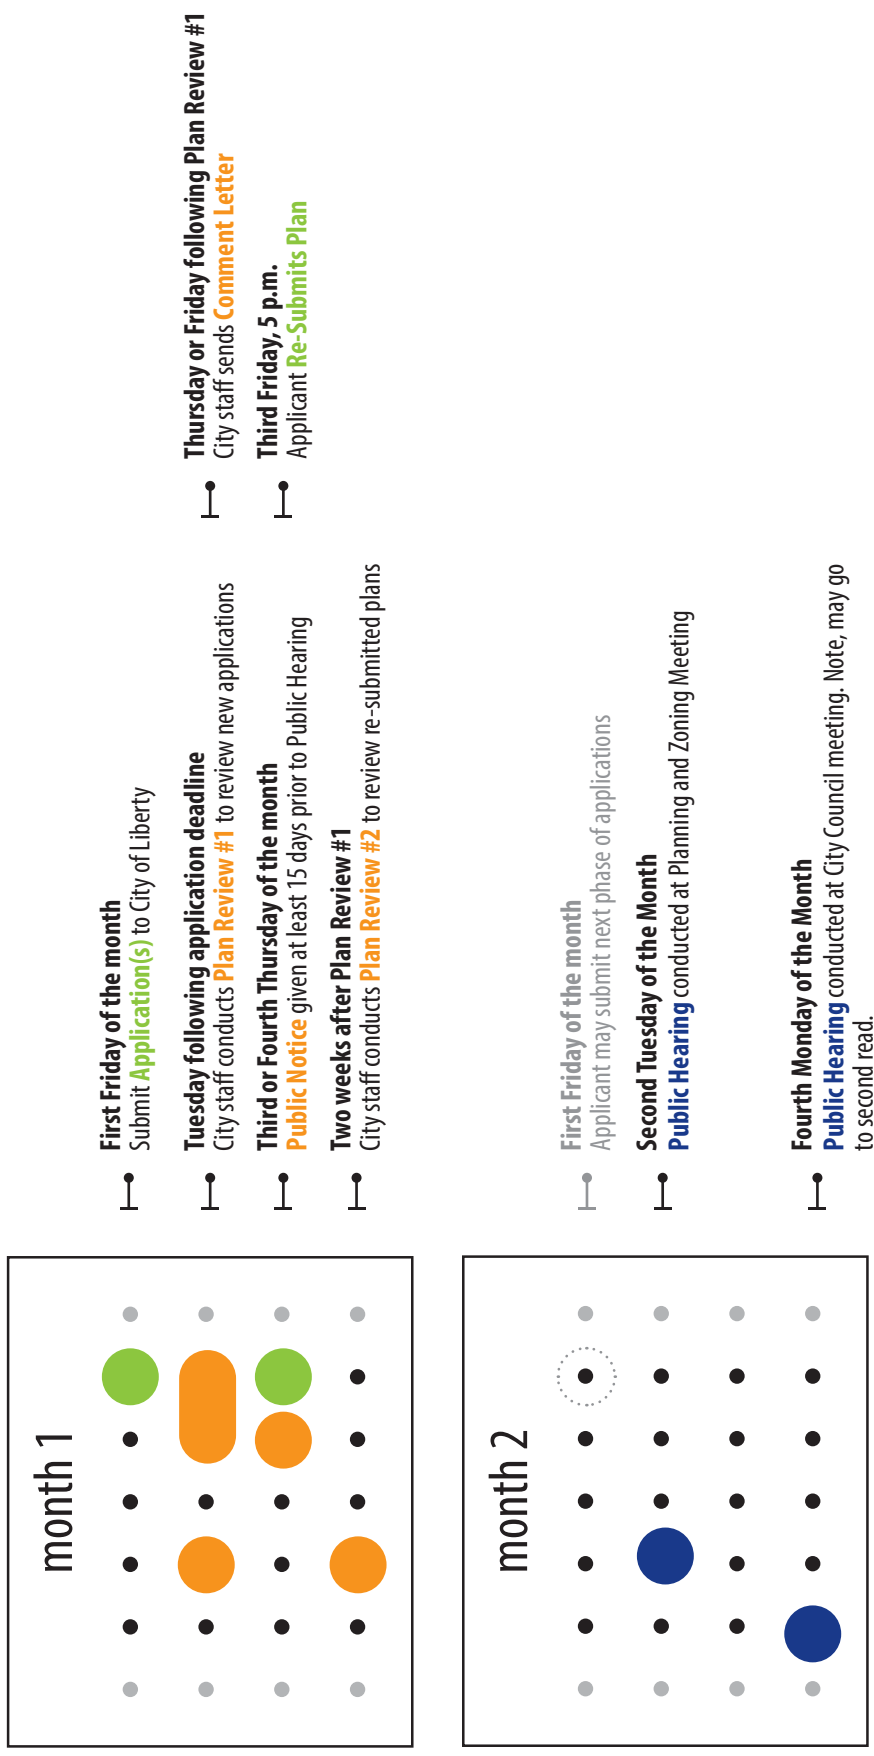 month 1
First Friday of the month
Submit Application(s) to City of Liberty
Tuesday following application deadline
City staff conducts Plan Review #1 to review new applications
Thursday or Friday following Plan Review #1
City staff sends Comment Letter
Third or Fourth Thursday of the month
Public Notice given at least 15 days prior to Public Hearing
Third Friday, 5 p.m.
Applicant Re-Submits Plan
Two weeks after Plan Review #1
City staff conducts Plan Review #2 to review re-submitted plans
month 2
First Friday of the month
Applicant may submit next phase of applications
Second Tuesday of the Month
Public Hearing conducted at Planning and Zoning Meeting
Fourth Monday of the Month
Public Hearing conducted at City Council meeting. Note, may go
to second read.